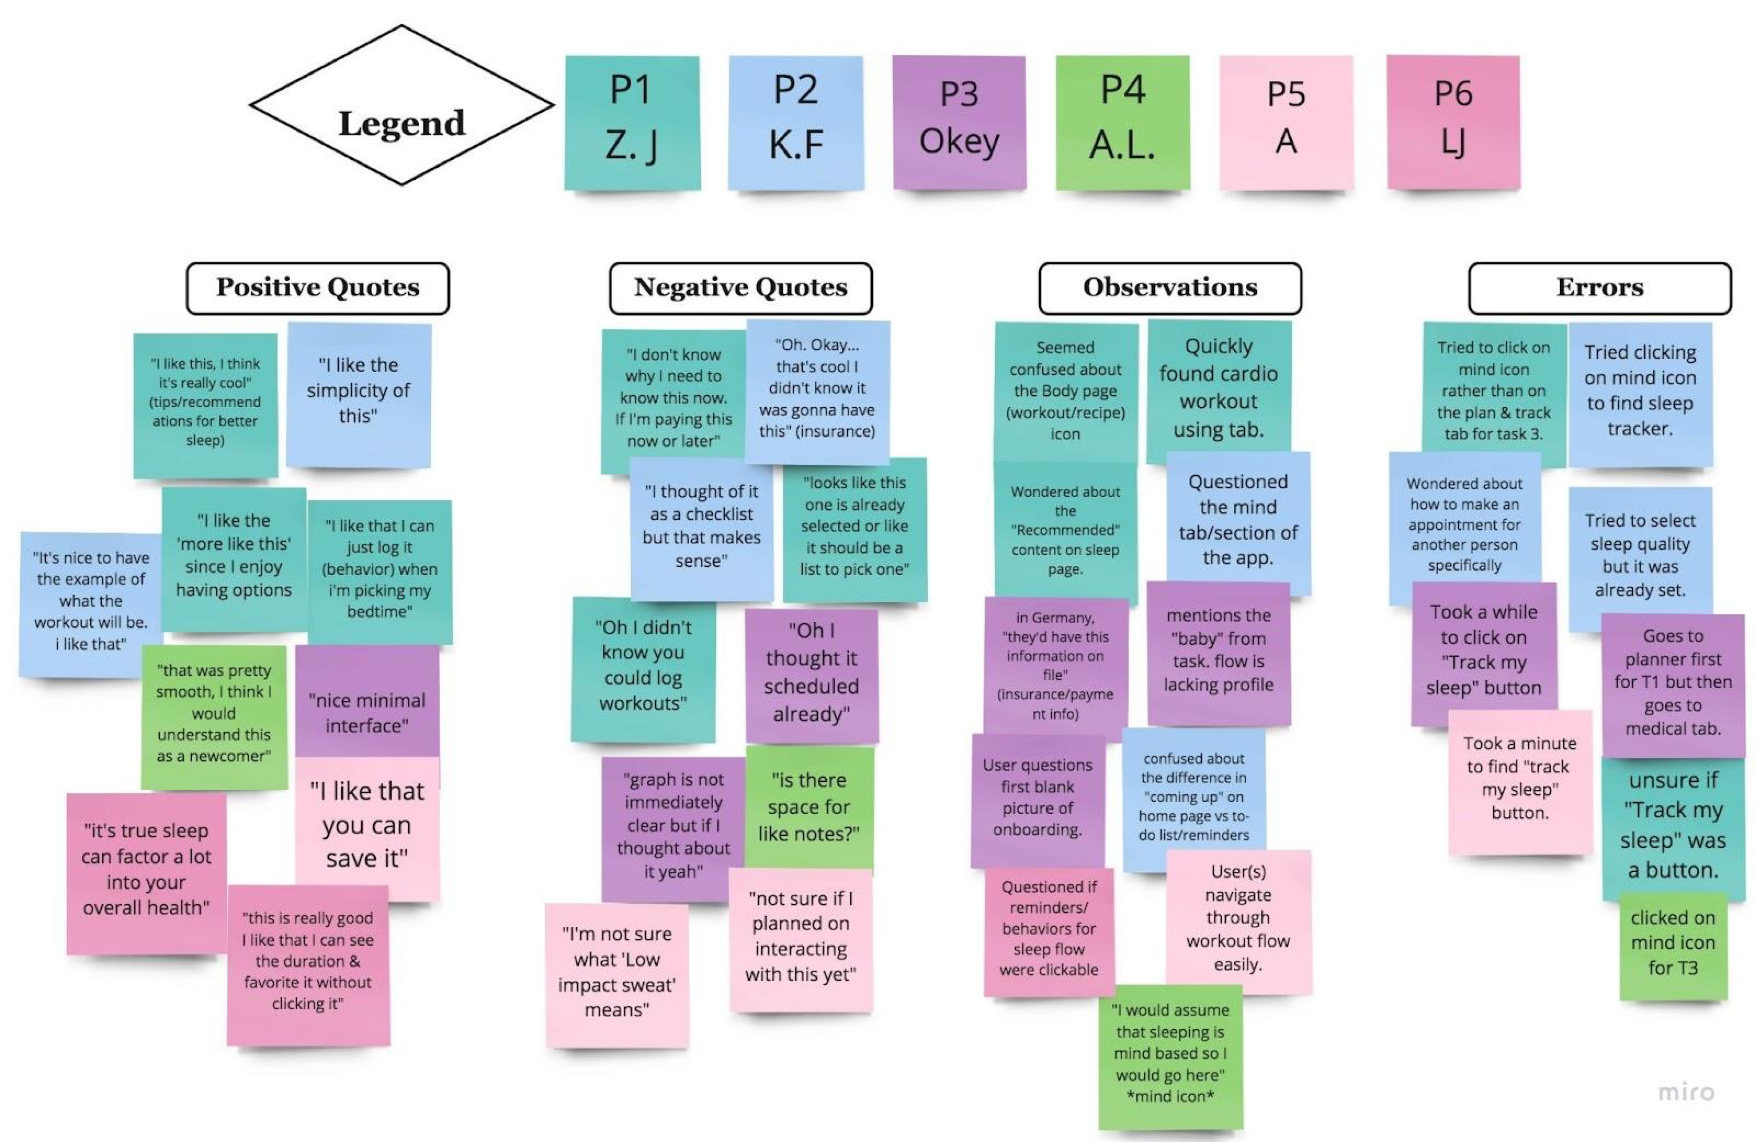 Legend
P1
Z. J
P2
K.F
P3
Okey
P4
A.L.
P5
A
P6
LJ
Positive Quotes
"I like this, I think
it's really cool"
(tips/recommend
ations for better
sleep)
"I like the
simplicity of
this"
"It's nice to have
the example of
what the
workout will be.
i like that"
"I like the
'more like this'
since I enjoy
having options
"I like that I can
just log it
(behavior) when
i'm picking my
bedtime"
"that was pretty
smooth, I think I
would
understand this
as a newcomer"
"nice minimal
interface"
"I like that
you can
save it"
"it's true sleep
can factor a lot
into your
overall health"
"this is really good
I like that I can see
the duration &
favorite it without
clicking it"
Negative Quotes
"I don't know
why I need to
know this now.
If I'm paying this
now or later"
"Oh. Okay...
that's cool I
didn't know it
was gonna have
this" (insurance)
"I thought of it
as a checklist
but that makes
sense"
"looks like this
one is already
selected or like
it should be a
list to pick one"
"Oh I didn't
know you
could log
workouts"
"Oh I
thought it
scheduled
already"
"graph is not
immediately
clear but if I
thought about
it yeah"
"is there
space for
like notes?"
"I'm not sure
what 'Low
impact sweat'
means"
"not sure if I
planned on
interacting
with this yet"
Observations
Seemed
confused about
the Body page
(workout/recipe)
icon
Quickly
found cardio
workout
using tab.
Wondered about
the
"Recommended"
content on sleep
page.
Questioned
the mind
tab/section of
the app.
in Germany,
"they'd have this
information on
file"
(insurance/payme
nt info)
mentions the
"baby" from
task. flow is
lacking profile
User questions
first blank
picture of
onboarding.
confused about
the difference in
"coming up" on
home page vs to-
do list/reminders
Questioned if
reminders/
behaviors for
sleep flow
were clickable
User(s)
navigate
through
workout flow
easily.
"I would assume
that sleeping is
mind based so I
would go here"
*mind icon*
Errors
Tried to click on
mind icon
rather than on
the plan & track
tab for task 3.
Tried clicking
on mind icon
to find sleep
tracker.
Wondered about
how to make an
appointment for
another person
specifically
Tried to select
sleep quality
but it was
already set.
Took a while
to click on
"Track my
sleep" button
Goes to
planner first
for T1 but then
goes to
medical tab.
Took a minute
to find "track
my sleep"
button.
unsure if
"Track my
sleep" was
a button.
clicked on
mind icon
for T3
miro